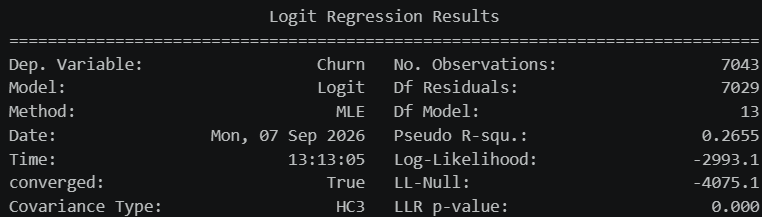 Logit Regression Results
==============================================================================
Dep. Variable: Churn No. Observations: 7043
Model: Logit Df Residuals: 7029
Method: MLE Df Model: 13
Date: Mon, 07 Sep 2026 Pseudo R-squ.: 0.2655
Time: 13:13:05 Log-Likelihood: -2993.1
converged: True LL-Null: -4075.1
Covariance Type: HC3 LLR p-value: 0.000